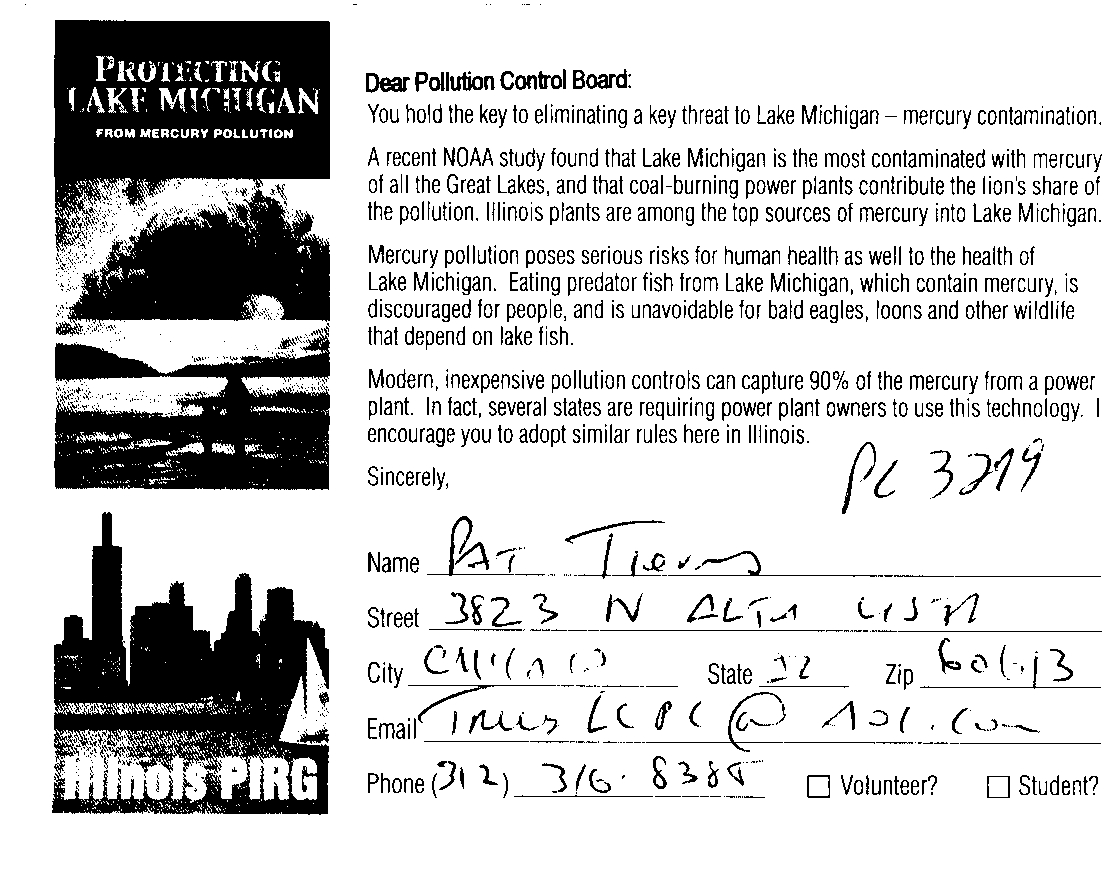 PROTECTING
LAKE MICHIGAN
FROM MERCURY POLLUTION
Illinois PIRG
Dear Pollution Control Board:
You hold the key to eliminating a key threat to Lake Michigan – mercury contamination.
A recent NOAA study found that Lake Michigan is the most contaminated with mercury
of all the Great Lakes, and that coal-burning power plants contribute the lion's share of
the pollution. Illinois plants are among the top sources of mercury into Lake Michigan.
Mercury pollution poses serious risks for human health as well to the health of
Lake Michigan. Eating predator fish from Lake Michigan, which contain mercury, is
discouraged for people, and is unavoidable for bald eagles, loons and other wildlife
that depend on lake fish.
Modern, inexpensive pollution controls can capture 90% of the mercury from a power
plant. In fact, several states are requiring power plant owners to use this technology. I
encourage you to adopt similar rules here in Illinois.
Sincerely,
PC 3219
Name PAT
Street 3823 N ALTA VISTA
City CHICAGO State IL Zip 60613
Email @ AOL.com
Phone (312) 316-8385
Volunteer? Student?